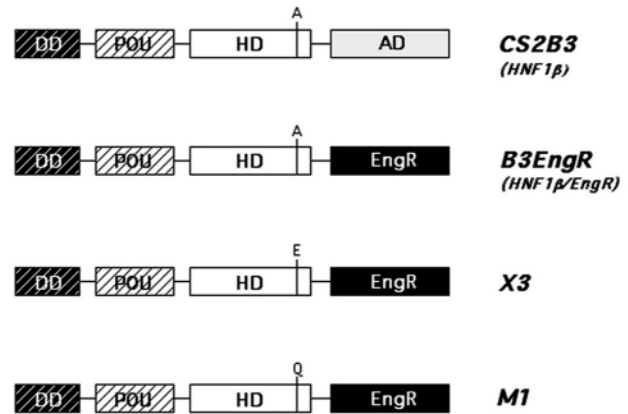 A
DD POU HD AD CS2B3
(HNF1β)
A
DD POU HD EngR B3EngR
(HNF1β/EngR)
E
DD POU HD EngR X3
Q
DD POU HD EngR M1